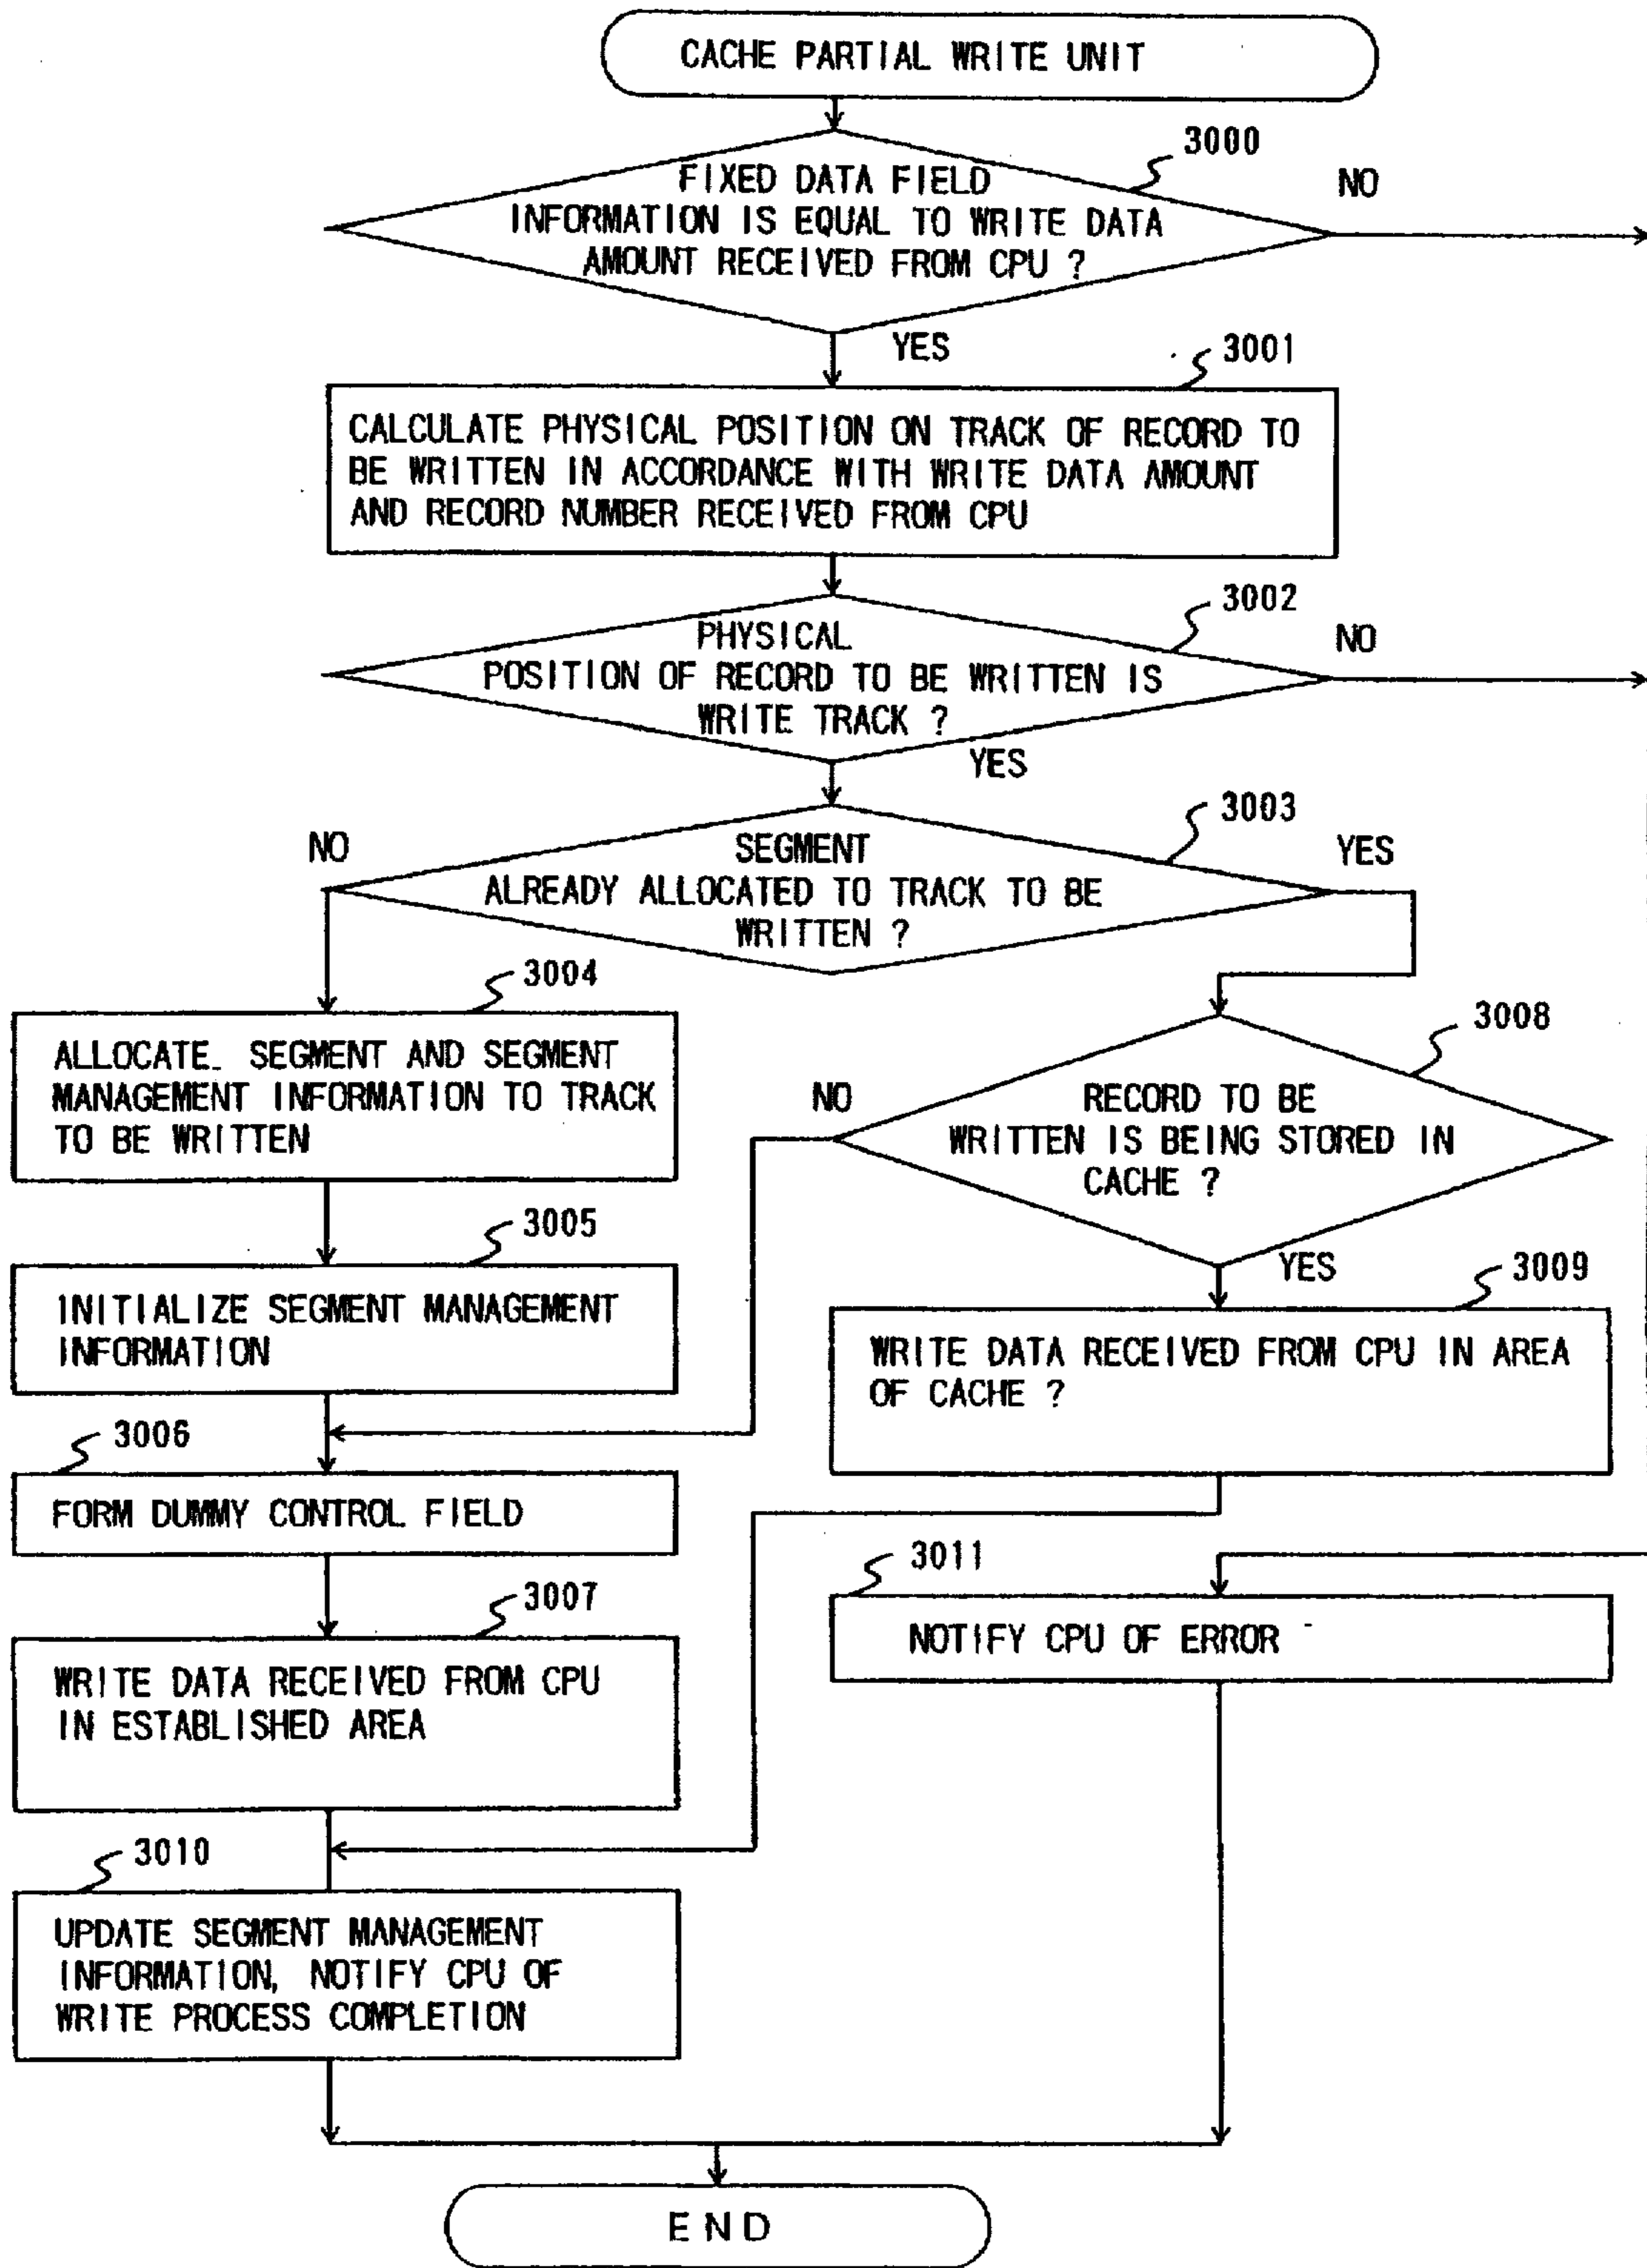 CACHE PARTIAL WRITE UNIT
3000
FIXED DATA FIELD
INFORMATION IS EQUAL TO WRITE DATA
AMOUNT RECEIVED FROM CPU ?
NO
YES
3001
CALCULATE PHYSICAL POSITION ON TRACK OF RECORD TO
BE WRITTEN IN ACCORDANCE WITH WRITE DATA AMOUNT
AND RECORD NUMBER RECEIVED FROM CPU
3002
PHYSICAL
POSITION OF RECORD TO BE WRITTEN IS
WRITE TRACK ?
NO
YES
3003
NO
SEGMENT
ALREADY ALLOCATED TO TRACK TO BE
WRITTEN ?
YES
3004
ALLOCATE SEGMENT AND SEGMENT
MANAGEMENT INFORMATION TO TRACK
TO BE WRITTEN
3008
NO
RECORD TO BE
WRITTEN IS BEING STORED IN
CACHE ?
YES
3005
INITIALIZE SEGMENT MANAGEMENT
INFORMATION
3009
WRITE DATA RECEIVED FROM CPU IN AREA
OF CACHE ?
3006
FORM DUMMY CONTROL FIELD
3011
NOTIFY CPU OF ERROR
3007
WRITE DATA RECEIVED FROM CPU
IN ESTABLISHED AREA
3010
UPDATE SEGMENT MANAGEMENT
INFORMATION, NOTIFY CPU OF
WRITE PROCESS COMPLETION
END